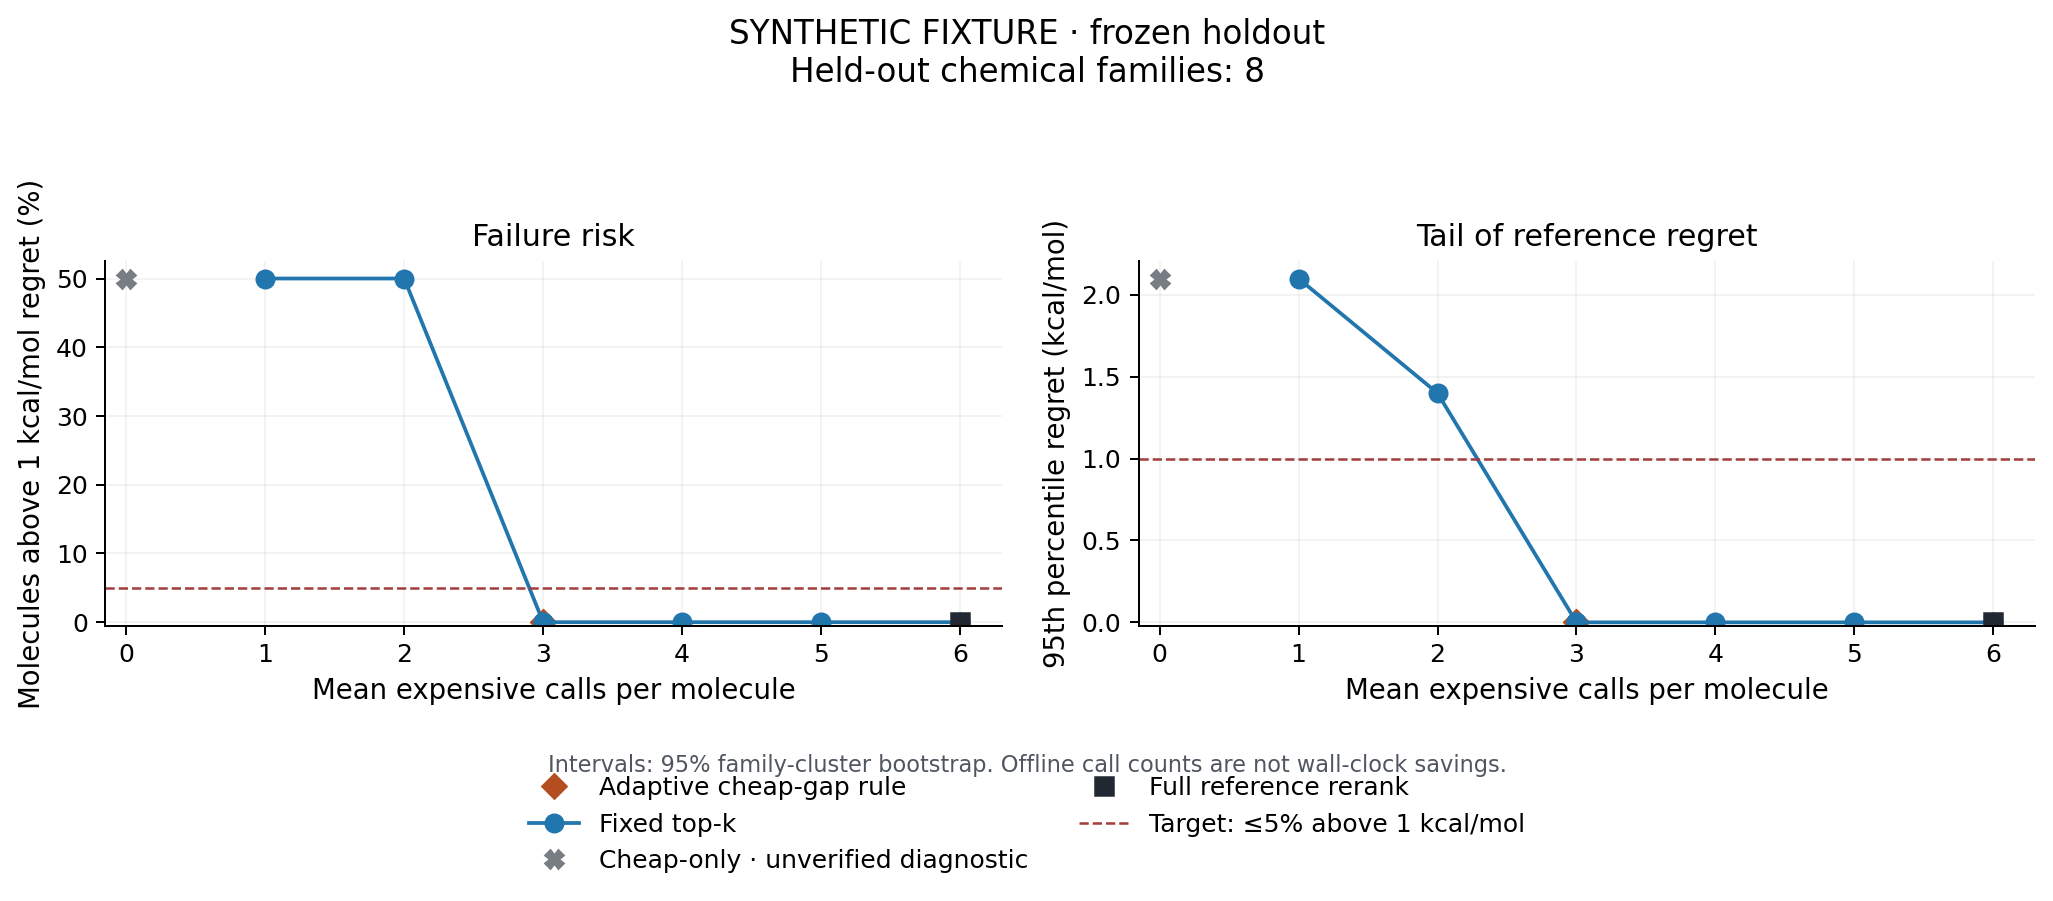 SYNTHETIC FIXTURE · frozen holdout
Held-out chemical families: 8
Failure risk
Molecules above 1 kcal/mol regret (%)
50
40
30
20
10
0
0 1 2 3 4 5 6
Mean expensive calls per molecule
Tail of reference regret
95th percentile regret (kcal/mol)
2.0
1.5
1.0
0.5
0.0
0 1 2 3 4 5 6
Mean expensive calls per molecule
Intervals: 95% family-cluster bootstrap. Offline call counts are not wall-clock savings.
Adaptive cheap-gap rule
Fixed top-k
Cheap-only · unverified diagnostic
Full reference rerank
Target: ≤5% above 1 kcal/mol